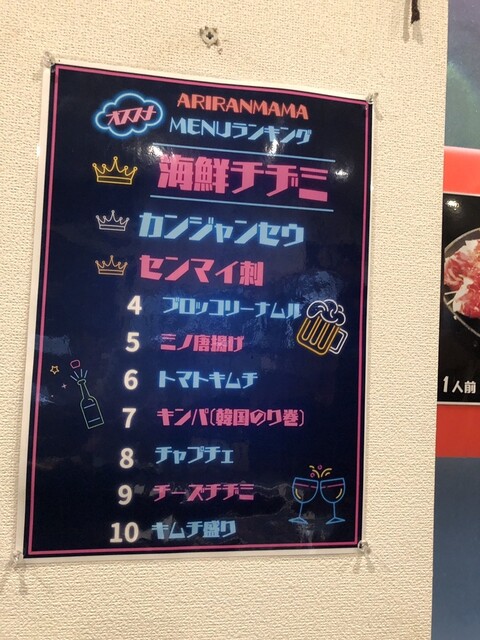 オススメ
ARIRANMAMA
MENUランキング
海鮮チヂミ
カンジャンセウ
センマイ刺
4 ブロッコリーナムル
5 ミノ唐揚げ
6 トマトキムチ
7 キンパ(韓国のり巻)
8 チャプチェ
9 チーズチヂミ
10 キムチ盛り
1人前